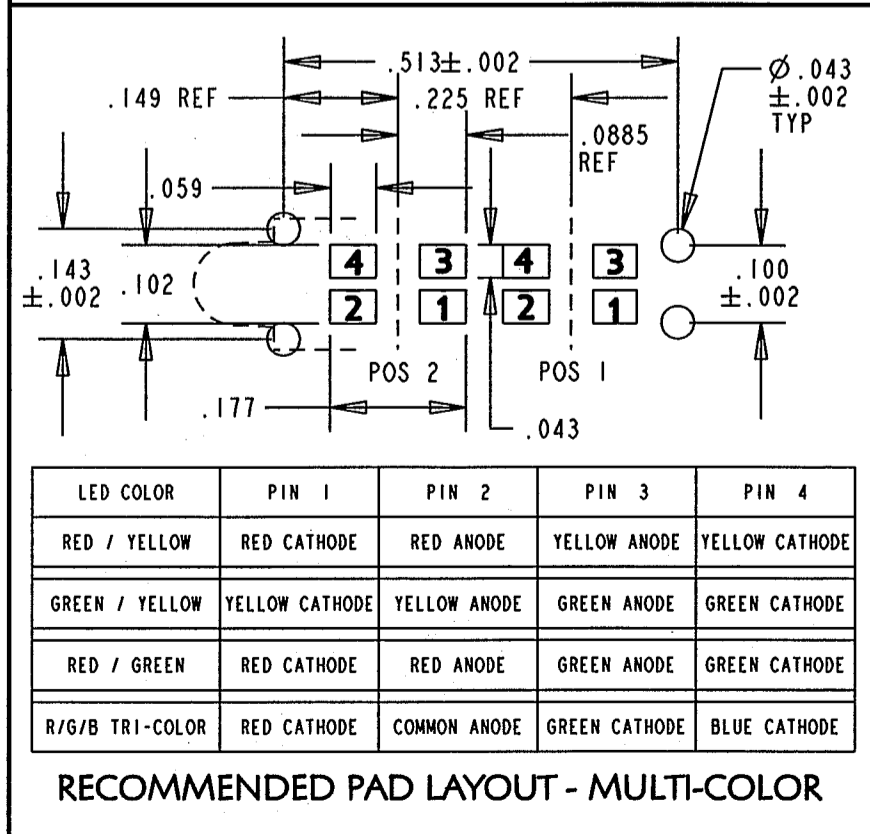 .513±.002
Ø.043
±.002
TYP
.149 REF
.225 REF
.0885
REF
.059
.143
±.002
.102
4 3 4 3
2 1 2 1
.100
±.002
POS 2
POS 1
.177
.043
LED COLOR PIN 1 PIN 2 PIN 3 PIN 4
RED / YELLOW RED CATHODE RED ANODE YELLOW ANODE YELLOW CATHODE
GREEN / YELLOW YELLOW CATHODE YELLOW ANODE GREEN ANODE GREEN CATHODE
RED / GREEN RED CATHODE RED ANODE GREEN ANODE GREEN CATHODE
R/G/B TRI-COLOR RED CATHODE COMMON ANODE GREEN CATHODE BLUE CATHODE
RECOMMENDED PAD LAYOUT - MULTI-COLOR